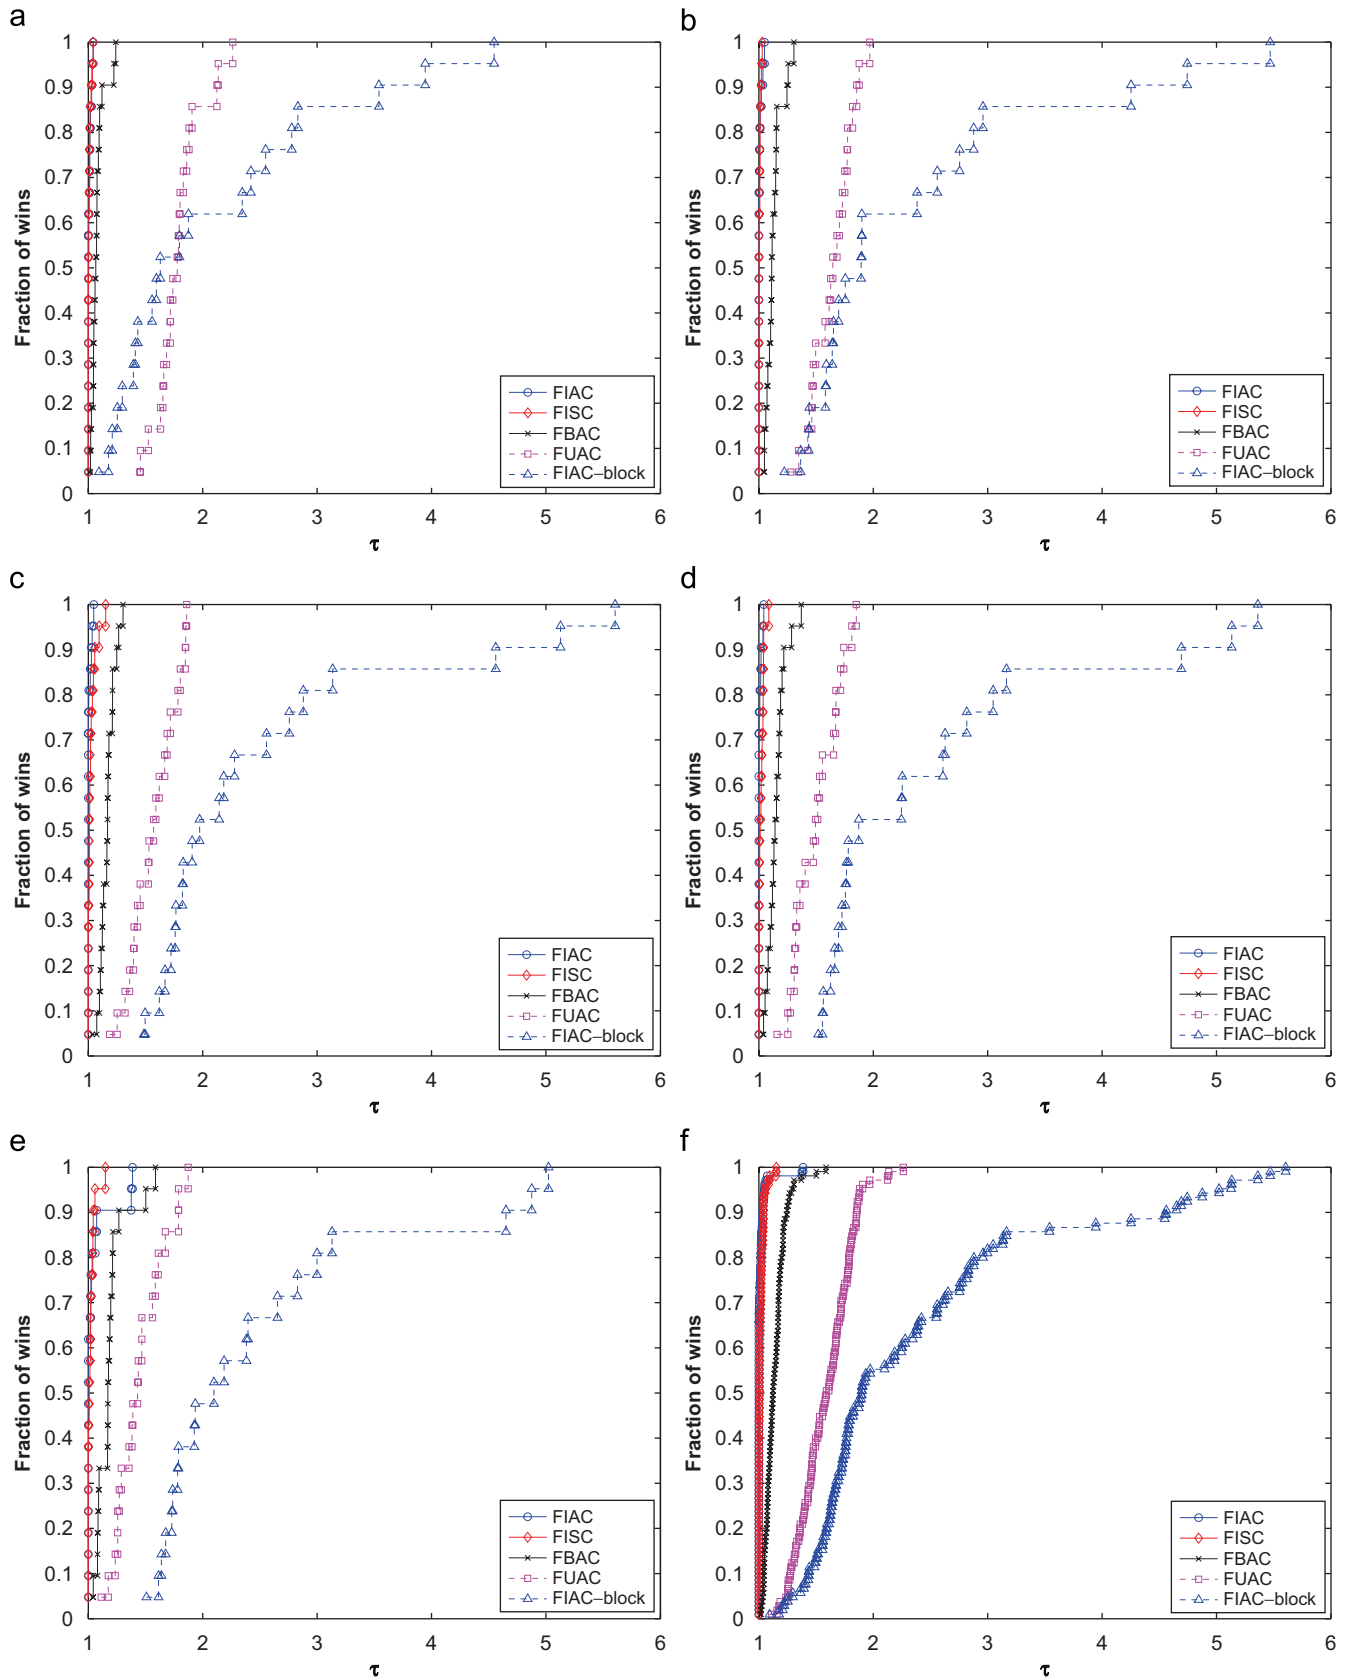 a
1
0.9
0.8
0.7
0.6
0.5
0.4
0.3
0.2
0.1
0
Fraction of wins
1 2 3 4 5 6
τ
FIAC
FISC
FBAC
FUAC
FIAC–block
b
1
0.9
0.8
0.7
0.6
0.5
0.4
0.3
0.2
0.1
0
Fraction of wins
1 2 3 4 5 6
τ
FIAC
FISC
FBAC
FUAC
FIAC–block
c
1
0.9
0.8
0.7
0.6
0.5
0.4
0.3
0.2
0.1
0
Fraction of wins
1 2 3 4 5 6
τ
FIAC
FISC
FBAC
FUAC
FIAC–block
d
1
0.9
0.8
0.7
0.6
0.5
0.4
0.3
0.2
0.1
0
Fraction of wins
1 2 3 4 5 6
τ
FIAC
FISC
FBAC
FUAC
FIAC–block
e
1
0.9
0.8
0.7
0.6
0.5
0.4
0.3
0.2
0.1
0
Fraction of wins
1 2 3 4 5 6
τ
FIAC
FISC
FBAC
FUAC
FIAC–block
f
1
0.9
0.8
0.7
0.6
0.5
0.4
0.3
0.2
0.1
0
Fraction of wins
1 2 3 4 5 6
τ
FIAC
FISC
FBAC
FUAC
FIAC–block